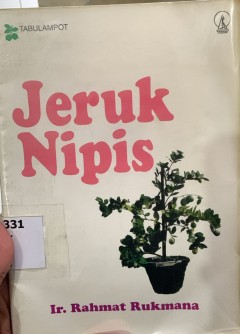 TABULAMPOT
Jeruk
Nipis
331
Ir. Rahmat Rukmana